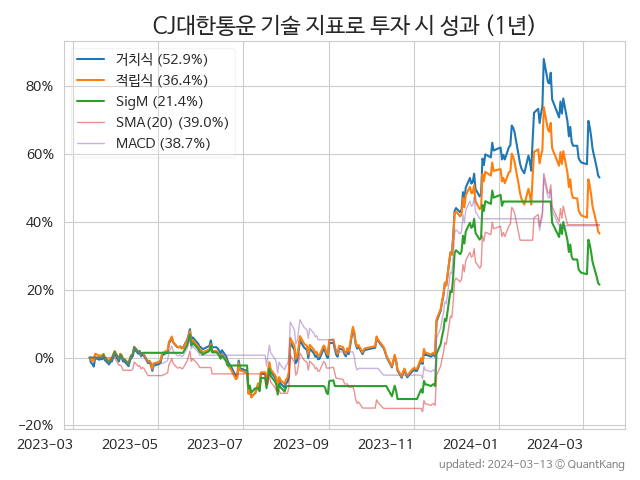 CJ대한통운 기술 지표로 투자 시 성과 (1년)
거치식 (52.9%)
적립식 (36.4%)
SigM (21.4%)
SMA(20) (39.0%)
MACD (38.7%)
80%
60%
40%
20%
0%
−20%
2023-03 2023-05 2023-07 2023-09 2023-11 2024-01 2024-03
updated: 2024-03-13 © QuantKang